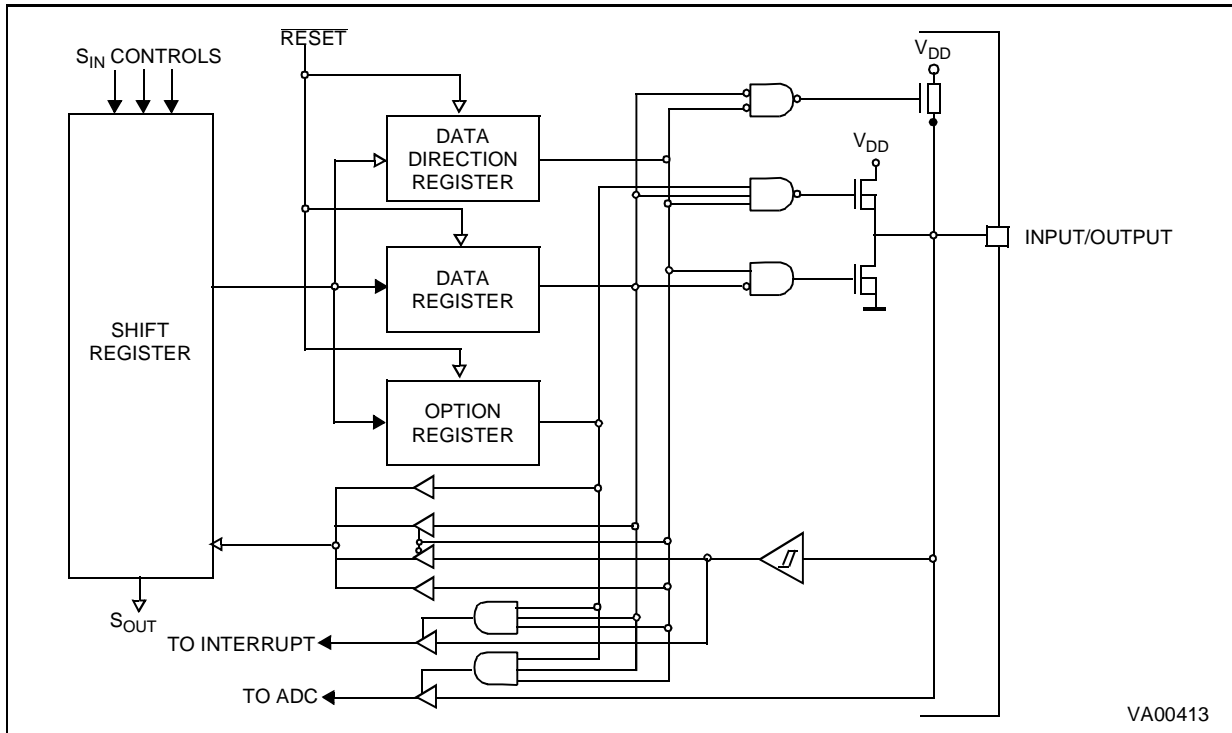 RESET
S_IN CONTROLS
V_DD
DATA
DIRECTION
REGISTER
V_DD
INPUT/OUTPUT
DATA
REGISTER
SHIFT
REGISTER
OPTION
REGISTER
S_OUT
TO INTERRUPT
TO ADC
VA00413